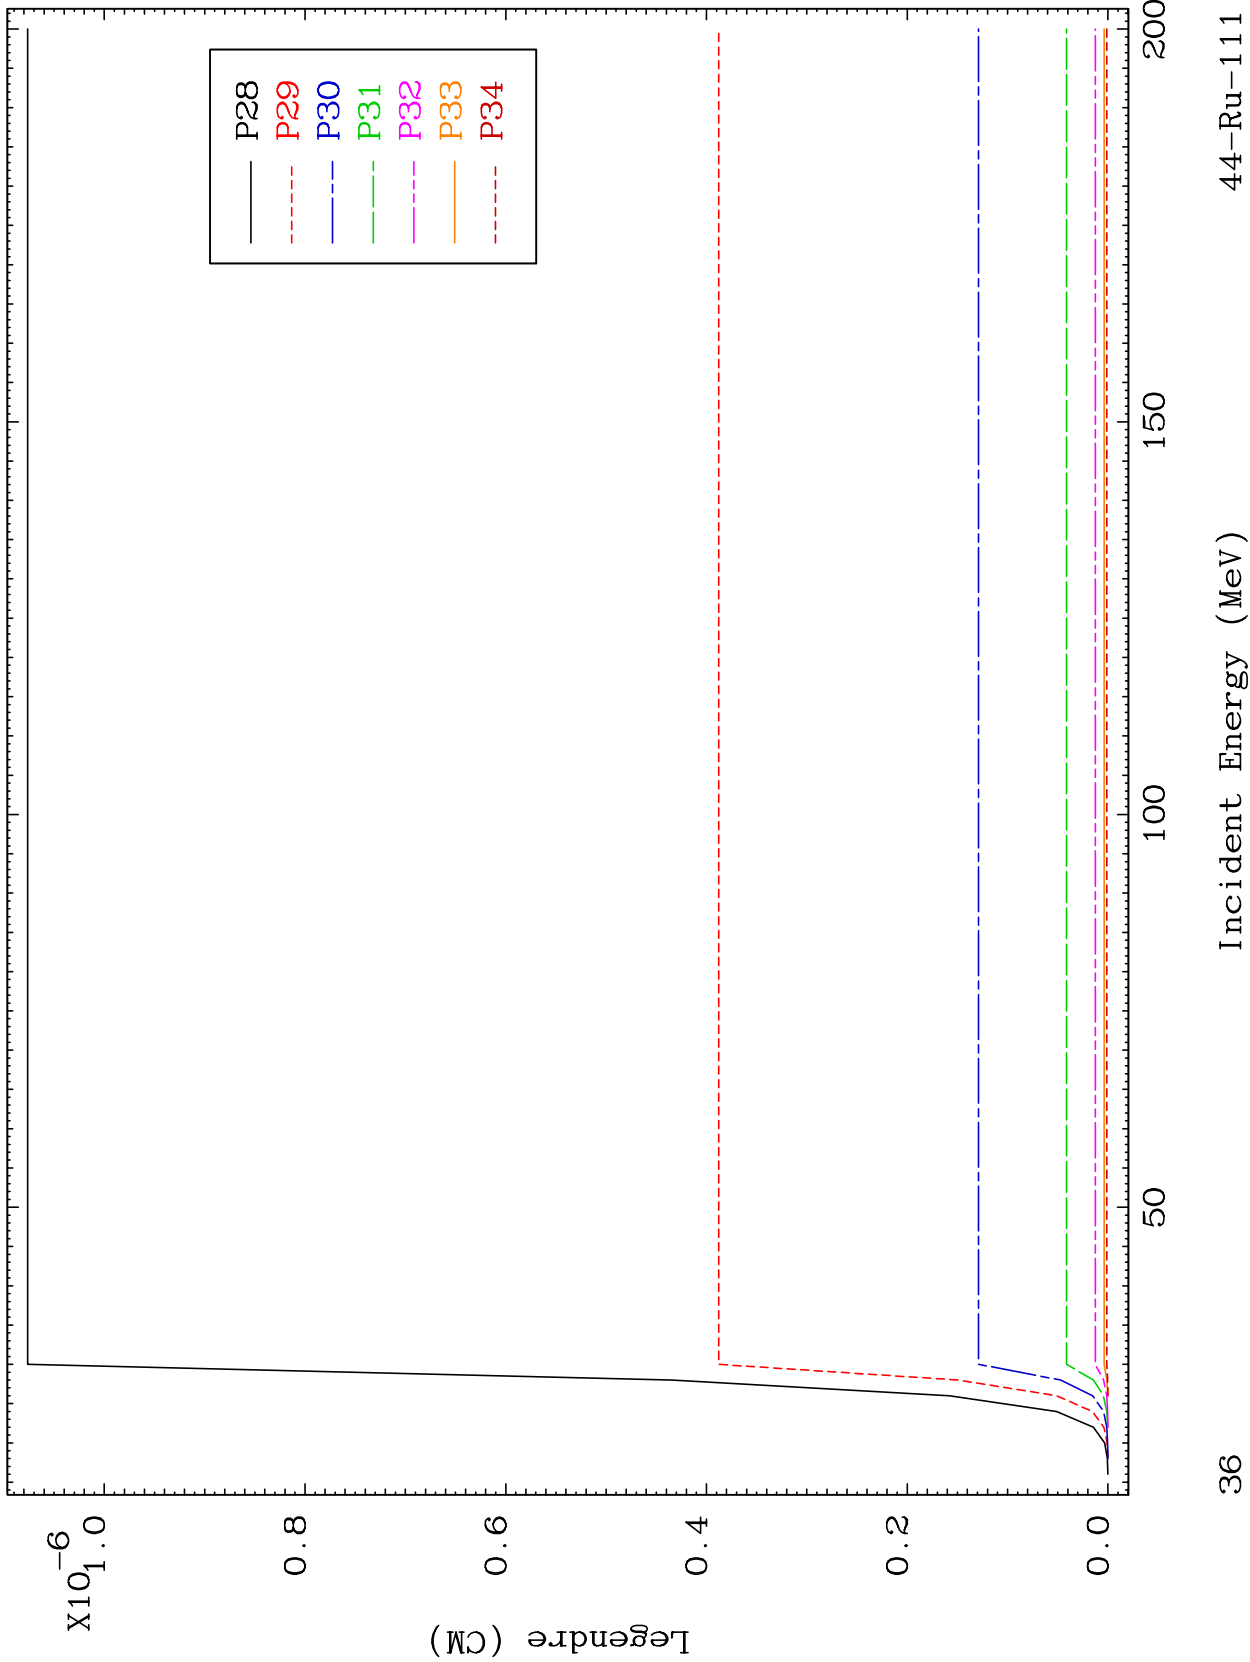 X10-6
1.0
0.8
0.6
0.4
0.2
0.0
Legendre (CM)
P28
P29
P30
P31
P32
P33
P34
50
100
150
200
Incident Energy (MeV)
36
44-Ru-111